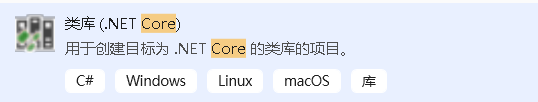 类库 (.NET Core)
用于创建目标为 .NET Core 的类库的项目。
C# Windows Linux macOS 库